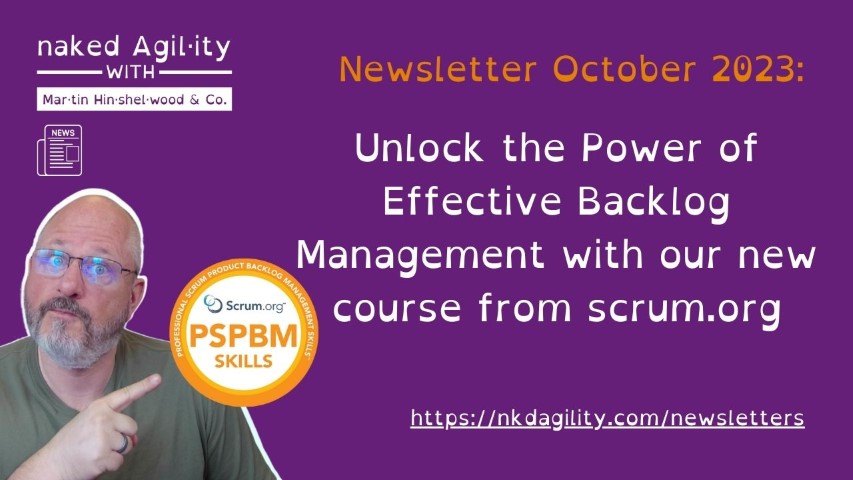 naked Agil·ity
WITH
Mar·tin Hin·shel·wood & Co.
NEWS
Newsletter October 2023:
Unlock the Power of
Effective Backlog
Management with our new
course from scrum.org
PROFESSIONAL SCRUM PRODUCT BACKLOG MANAGEMENT SKILLS™
Scrum.org™
PSPBM
SKILLS
https://nkdagility.com/newsletters